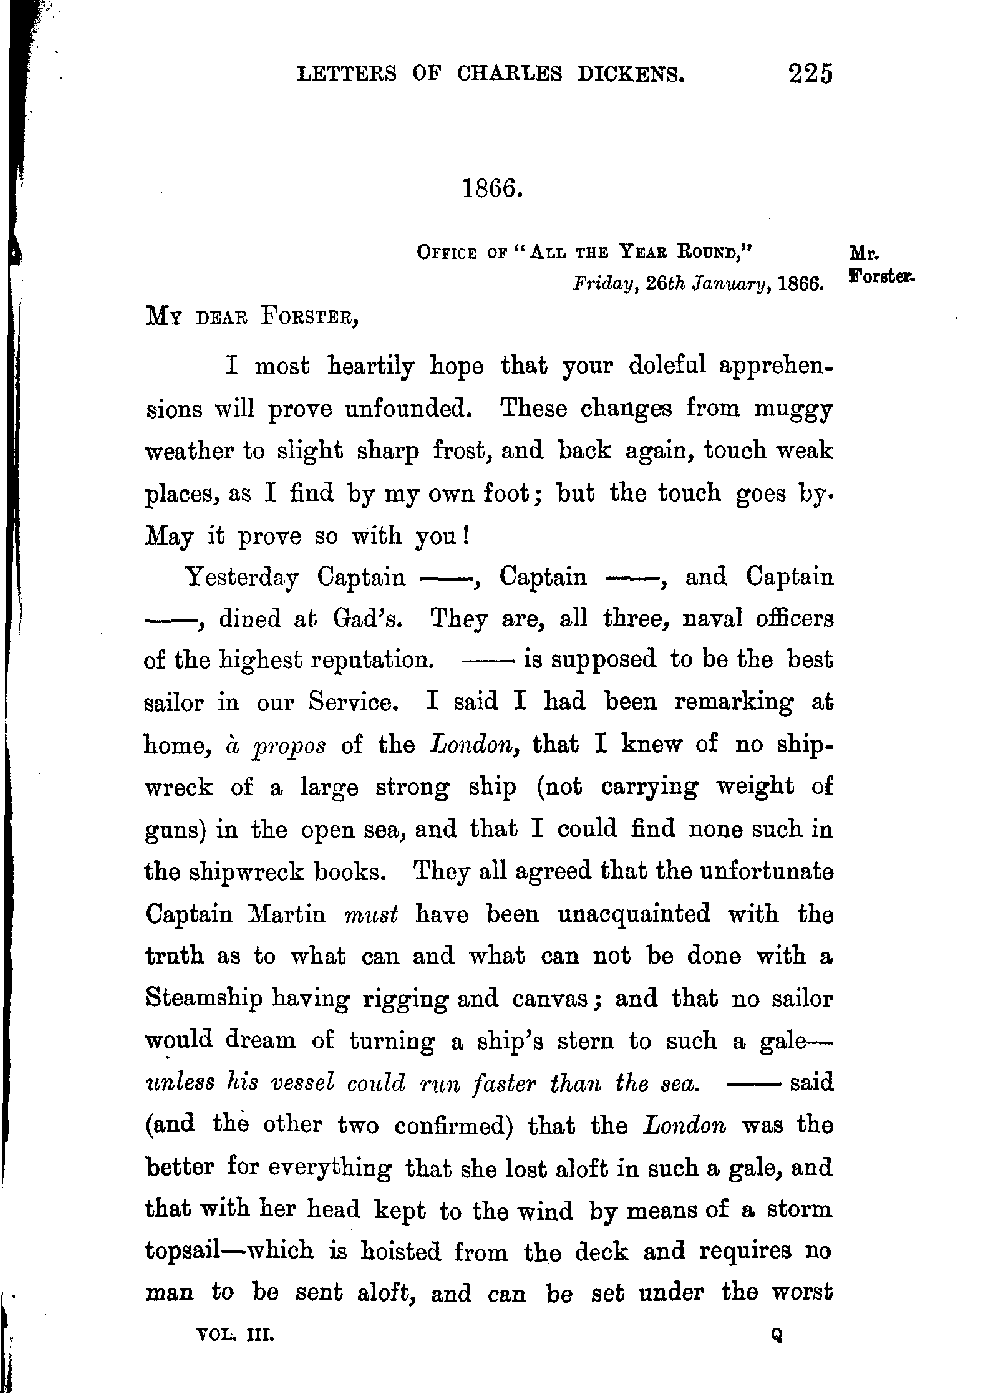 LETTERS OF CHARLES DICKENS. 225
1866.
OFFICE OF "ALL THE YEAR ROUND," Mr.
Friday, 26th January, 1866. Forster.
MY DEAR FORSTER,
I most heartily hope that your doleful apprehen-
sions will prove unfounded. These changes from muggy
weather to slight sharp frost, and back again, touch weak
places, as I find by my own foot; but the touch goes by.
May it prove so with you!
Yesterday Captain ——, Captain ——, and Captain
——, dined at Gad's. They are, all three, naval officers
of the highest reputation. —— is supposed to be the best
sailor in our Service. I said I had been remarking at
home, à propos of the London, that I knew of no ship-
wreck of a large strong ship (not carrying weight of
guns) in the open sea, and that I could find none such in
the shipwreck books. They all agreed that the unfortunate
Captain Martin must have been unacquainted with the
truth as to what can and what can not be done with a
Steamship having rigging and canvas; and that no sailor
would dream of turning a ship's stern to such a gale—
unless his vessel could run faster than the sea. —— said
(and the other two confirmed) that the London was the
better for everything that she lost aloft in such a gale, and
that with her head kept to the wind by means of a storm
topsail—which is hoisted from the deck and requires no
man to be sent aloft, and can be set under the worst
VOL. III. Q